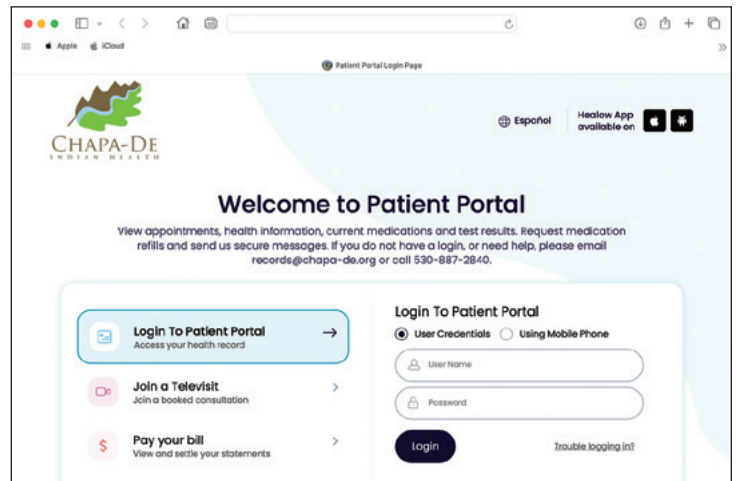 Apple iCloud
Patient Portal Login Page
CHAPA-DE
INDIAN HEALTH
Español
Healow App
available on
Welcome to Patient Portal
View appointments, health information, current medications and test results. Request medication
refills and send us secure messages. If you do not have a login, or need help, please email
records@chapa-de.org or call 530-887-2840.
Login To Patient Portal
Access your health record
Join a Televisit
Join a booked consultation
Pay your bill
View and settle your statements
Login To Patient Portal
User Credentials Using Mobile Phone
User Name
Password
Login Trouble logging in?